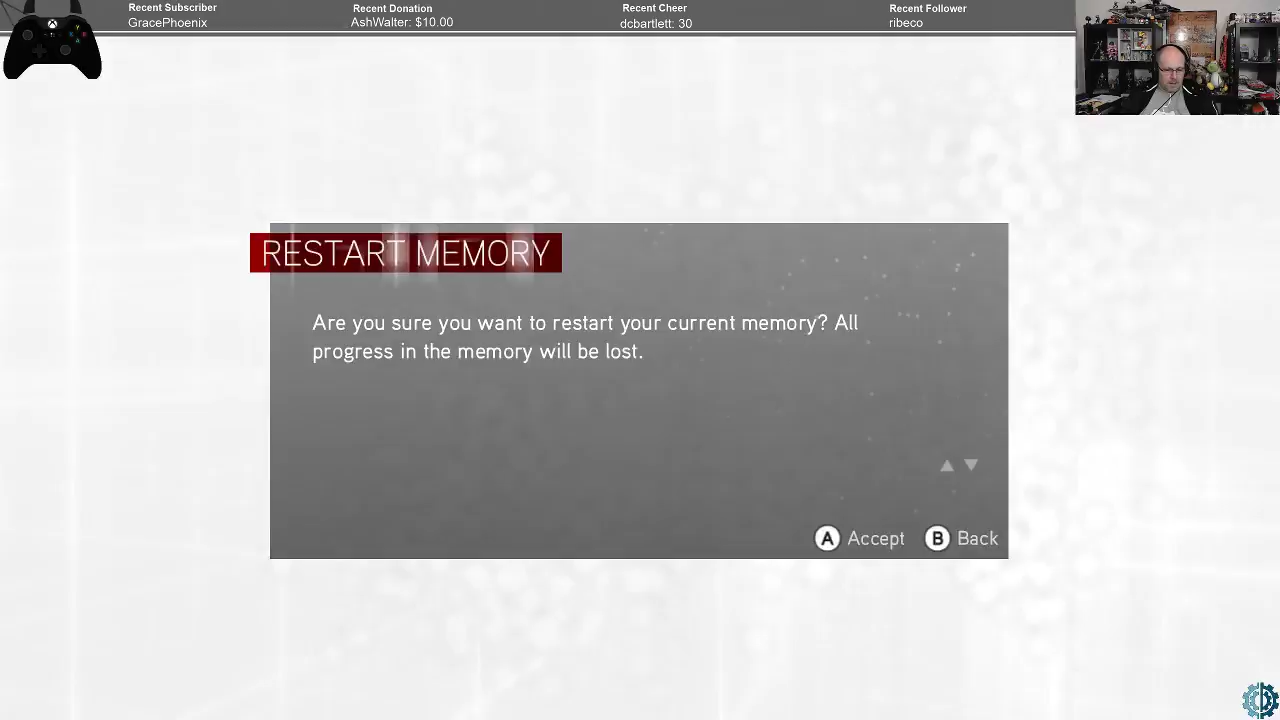 Recent Subscriber
GracePhoenix
Recent Donation
AshWalter: $10.00
Recent Cheer
dcbartlett: 30
Recent Follower
ribeco
RESTART MEMORY
Are you sure you want to restart your current memory? All
progress in the memory will be lost.
A Accept B Back